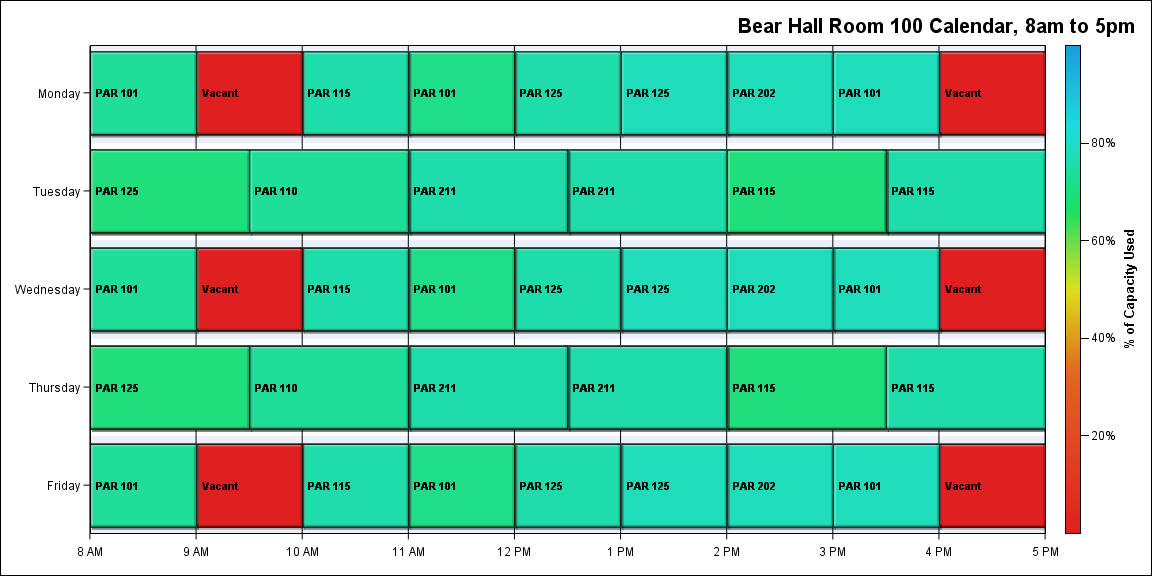 Bear Hall Room 100 Calendar, 8am to 5pm
Monday
PAR 101
Vacant
PAR 115
PAR 101
PAR 125
PAR 125
PAR 202
PAR 101
Vacant
Tuesday
PAR 125
PAR 110
PAR 211
PAR 211
PAR 115
PAR 115
Wednesday
PAR 101
Vacant
PAR 115
PAR 101
PAR 125
PAR 125
PAR 202
PAR 101
Vacant
Thursday
PAR 125
PAR 110
PAR 211
PAR 211
PAR 115
PAR 115
Friday
PAR 101
Vacant
PAR 115
PAR 101
PAR 125
PAR 125
PAR 202
PAR 101
Vacant
8 AM
9 AM
10 AM
11 AM
12 PM
1 PM
2 PM
3 PM
4 PM
5 PM
80%
60%
40%
20%
% of Capacity Used